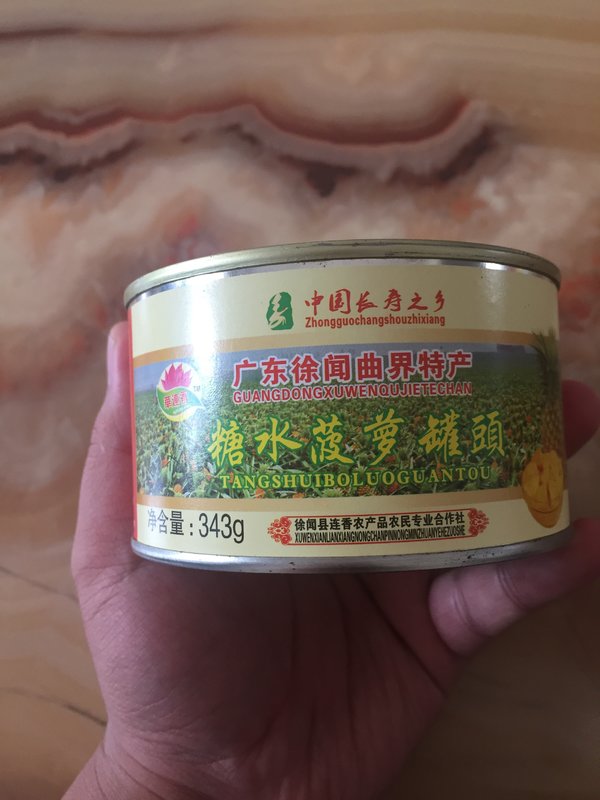 中国长寿之乡
Zhongguochangshouzhixiang
广东徐闻曲界特产
GUANGDONGXUWENQUJIETECHAN
糖水菠萝罐頭
TANGSHUIBOLUOGUANTOU
净含量:343g
徐闻县连香农产品农民专业合作社
XUWENXIANLIANXIANGNONGCHANPINNONGMINZHUANYEHEZUOSHE